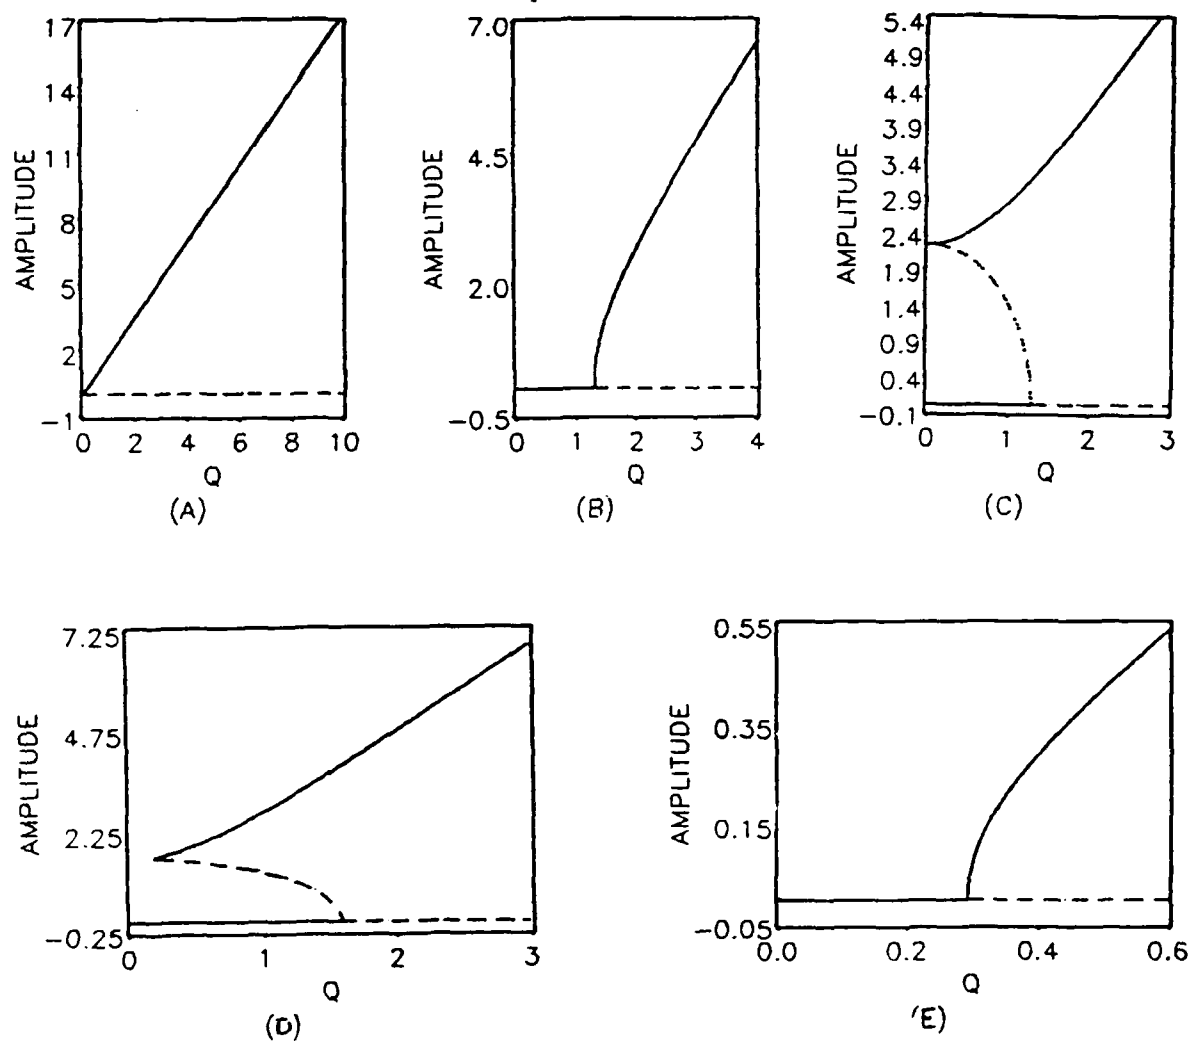 17
14
11
8
5
2
-1
AMPLITUDE
0 2 4 6 8 10
Q
(A)
7.0
4.5
2.0
-0.5
AMPLITUDE
0 1 2 3 4
Q
(B)
5.4
4.9
4.4
3.9
3.4
2.9
2.4
1.9
1.4
0.9
0.4
-0.1
AMPLITUDE
0 1 2 3
Q
(C)
7.25
4.75
2.25
-0.25
AMPLITUDE
0 1 2 3
Q
(D)
0.55
0.35
0.15
-0.05
AMPLITUDE
0.0 0.2 0.4 0.6
Q
(E)